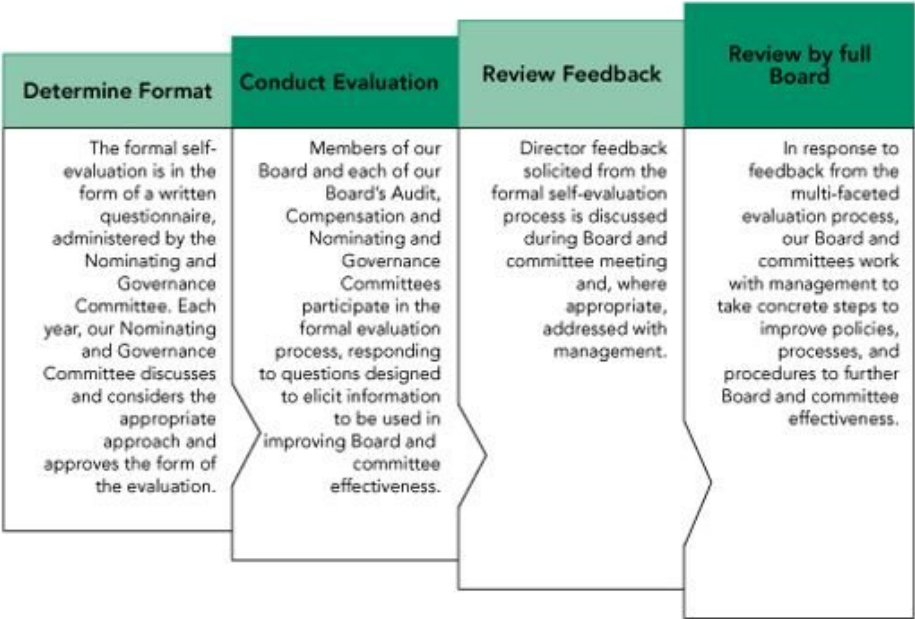 Determine Format
The formal self-
evaluation is in the
form of a written
questionnaire,
administered by the
Nominating and
Governance
Committee. Each
year, our Nominating
and Governance
Committee discusses
and considers the
appropriate
approach and
approves the form of
the evaluation.
Conduct Evaluation
Members of our
Board and each of our
Board's Audit,
Compensation and
Nominating and
Governance
Committees
participate in the
formal evaluation
process, responding
to questions designed
to elicit information
to be used in
improving Board and
committee
effectiveness.
Review Feedback
Director feedback
solicited from the
formal self-evaluation
process is discussed
during Board and
committee meeting
and, where
appropriate,
addressed with
management.
Review by full
Board
In response to
feedback from the
multi-faceted
evaluation process,
our Board and
committees work
with management to
take concrete steps to
improve policies,
processes, and
procedures to further
Board and committee
effectiveness.